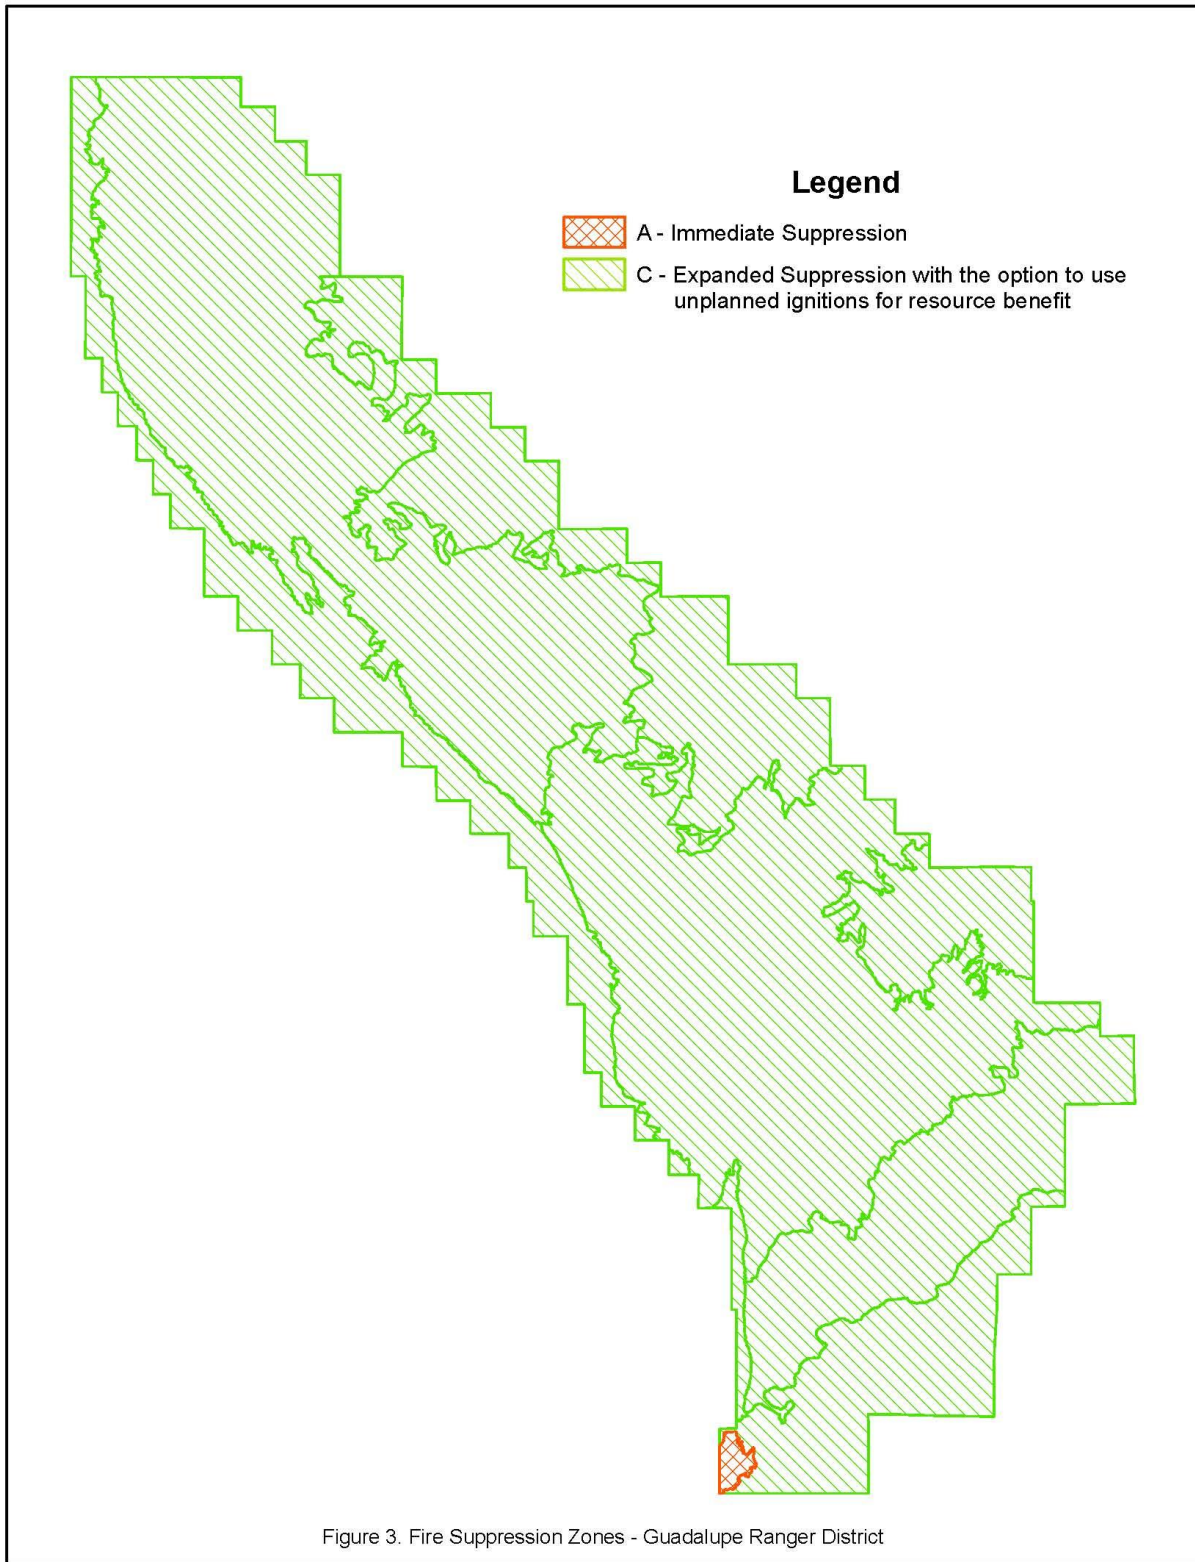 Legend
A - Immediate Suppression
C - Expanded Suppression with the option to use
unplanned ignitions for resource benefit
Figure 3. Fire Suppression Zones - Guadalupe Ranger District